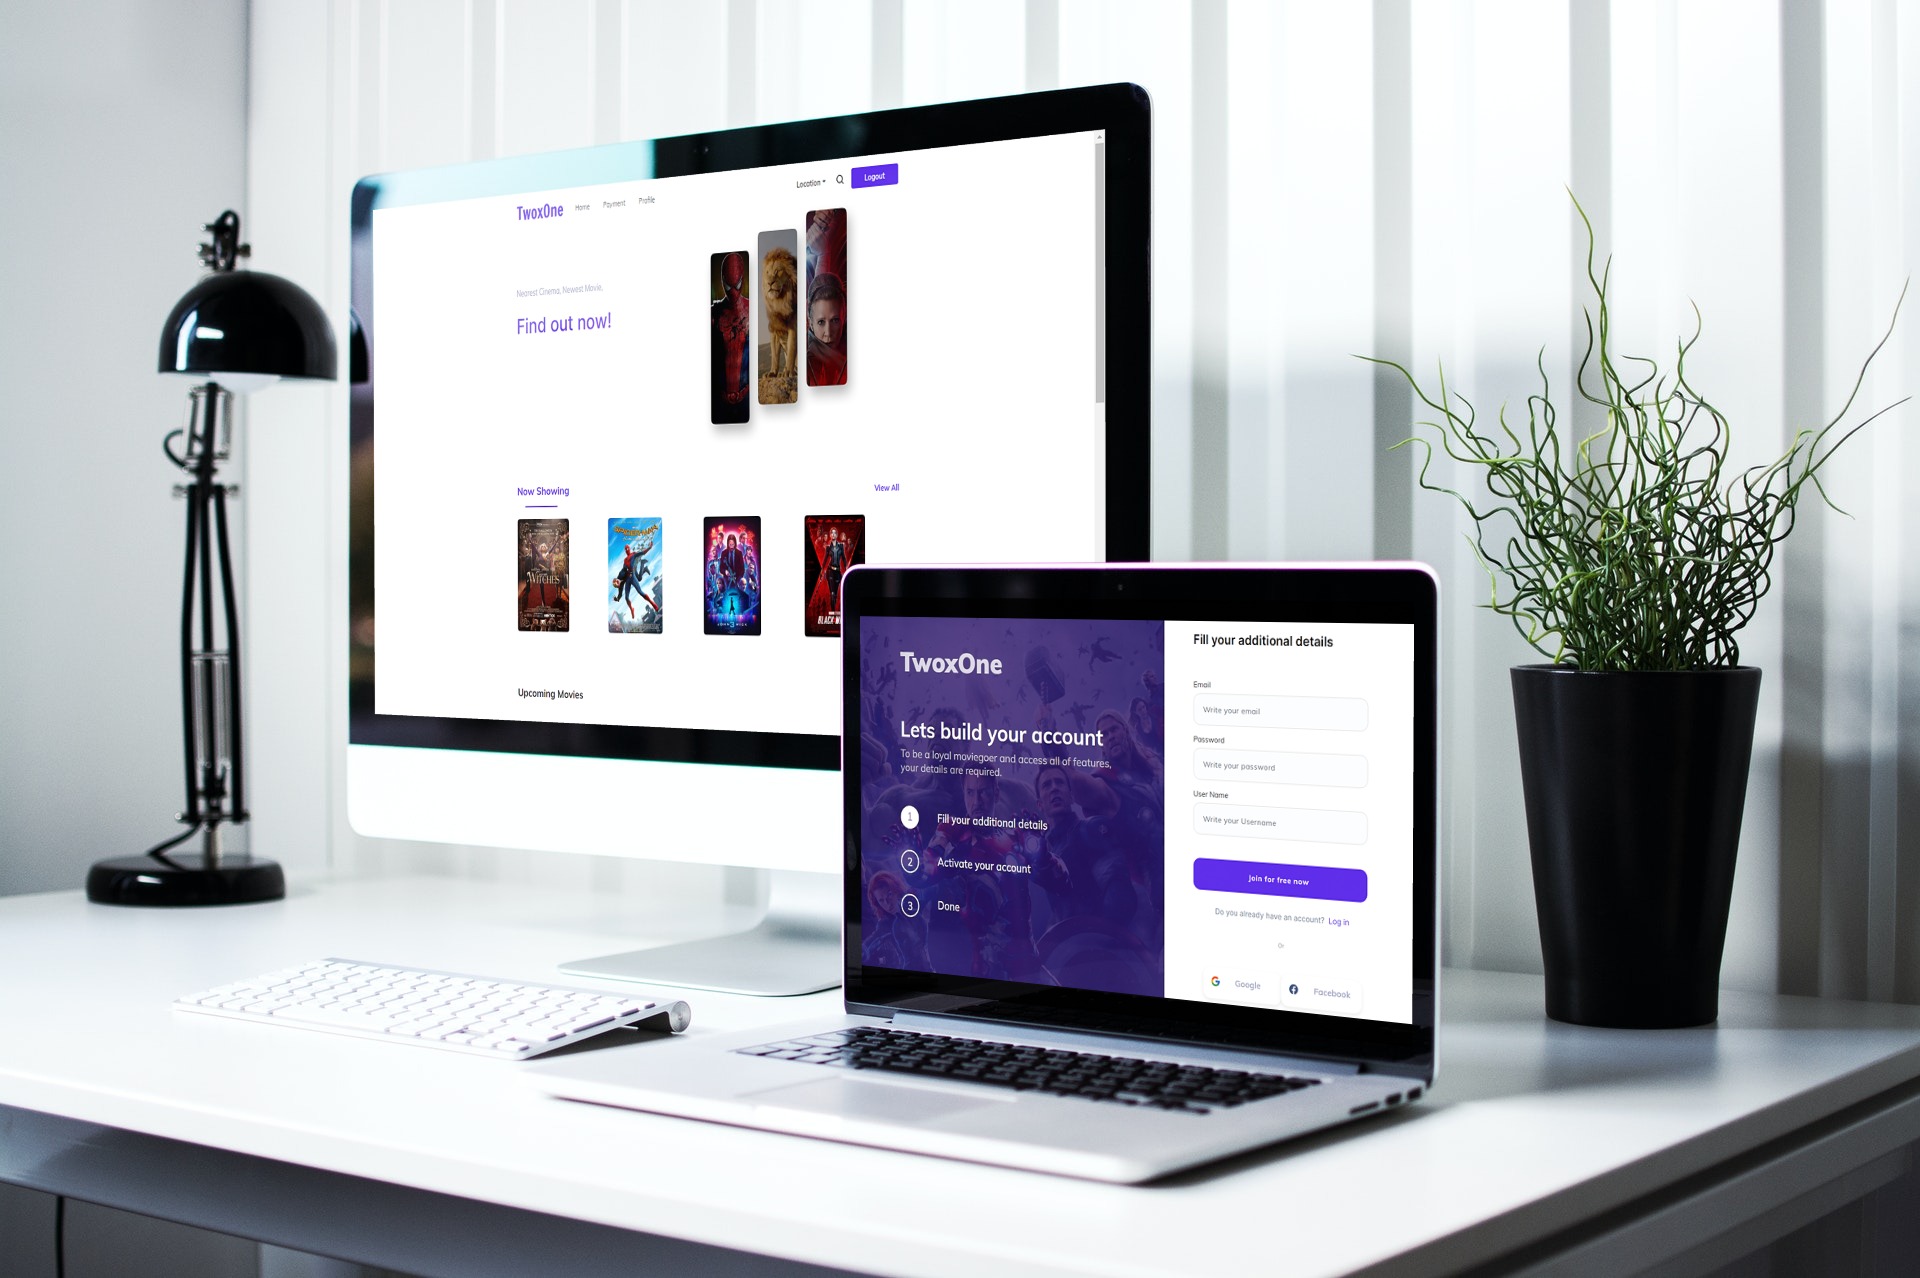 TwoxOne
Home
Payment
Profile
Location
Logout
Nearest Cinema, Newest Movie,
Find out now!
Now Showing
View All
WITCHES
JOHN WICK
3
BLACK W
Upcoming Movies
TwoxOne
Lets build your account
To be a loyal moviegoer and access all of features,
your details are required.
1 Fill your additional details
2 Activate your account
3 Done
Fill your additional details
Email
Write your email
Password
Write your password
User Name
Write your Username
Join for free now
Do you already have an account? Log in
Or
Google
Facebook